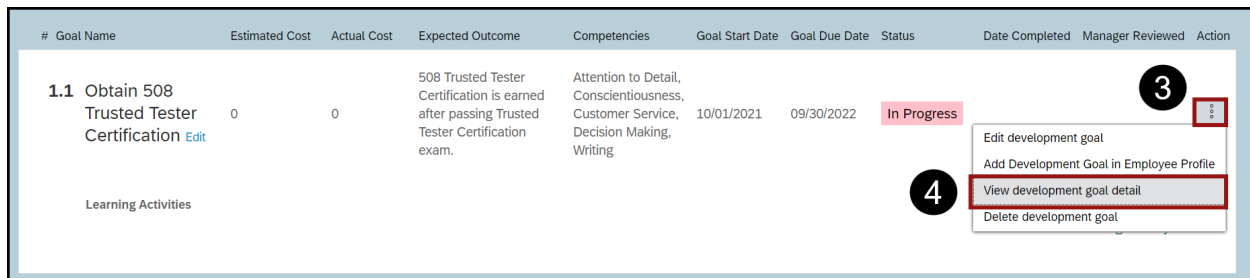 # Goal Name Estimated Cost Actual Cost Expected Outcome Competencies Goal Start Date Goal Due Date Status Date Completed Manager Reviewed Action
1.1 Obtain 508
Trusted Tester
Certification Edit
0
0
508 Trusted Tester
Certification is earned
after passing Trusted
Tester Certification
exam.
Attention to Detail,
Conscientiousness,
Customer Service,
Decision Making,
Writing
10/01/2021
09/30/2022
In Progress
3
Edit development goal
Add Development Goal in Employee Profile
4
View development goal detail
Delete development goal
Learning Activities